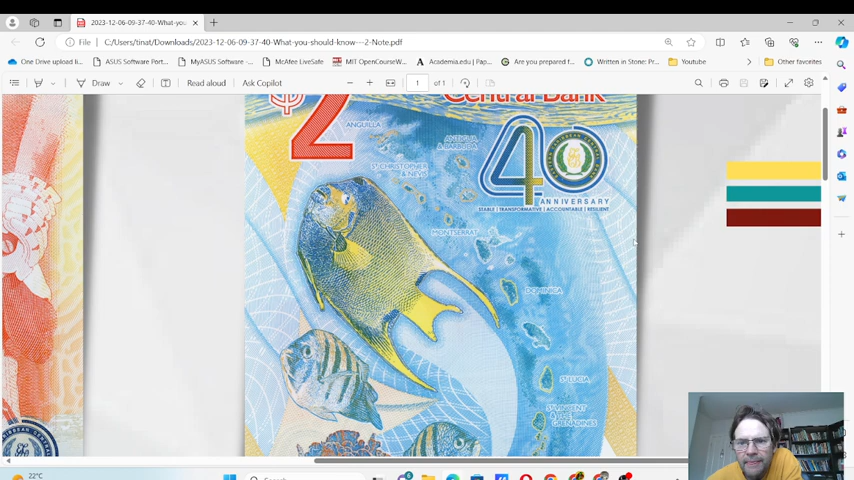 2023-12-06-09-37-40-What-you
File
C:/Users/tinat/Downloads/2023-12-06-09-37-40-What-you-should-know---2-Note.pdf
One Drive upload li...
ASUS Software Port...
MyASUS Software -...
McAfee LiveSafe
MIT OpenCourseW...
Academia.edu | Pap...
Are you prepared f...
Written in Stone: Pr...
Youtube
Other favorites
Draw
Read aloud
Ask Copilot
1
of 1
$2
Central Bank
ANGUILLA
ANTIGUA
& BARBUDA
ST CHRISTOPHER
& NEVIS
40
ANNIVERSARY
STABLE | TRANSFORMATIVE | ACCOUNTABLE | RESILIENT
MONTSERRAT
DOMINICA
ST LUCIA
ST VINCENT
& THE
GRENADINES
22°C
Search